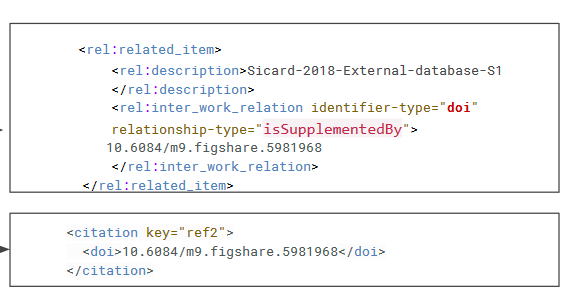 <rel:related_item>
<rel:description>Sicard-2018-External-database-S1
</rel:description>
<rel:inter_work_relation identifier-type="doi"
relationship-type="isSupplementedBy">
10.6084/m9.figshare.5981968
</rel:inter_work_relation>
</rel:related_item>
<citation key="ref2">
<doi>10.6084/m9.figshare.5981968</doi>
</citation>